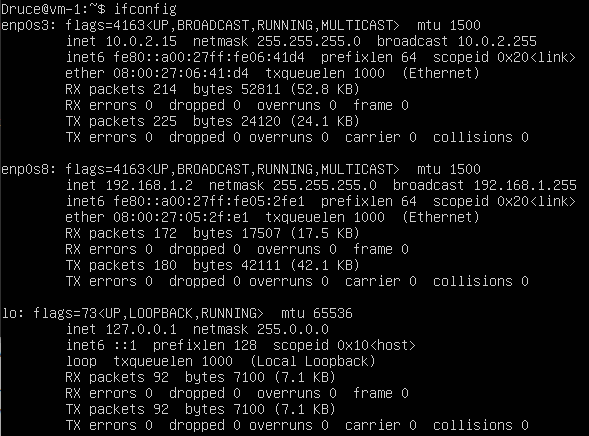 Druce@vm-1:~$ ifconfig
enp0s3: flags=4163<UP,BROADCAST,RUNNING,MULTICAST>  mtu 1500
        inet 10.0.2.15  netmask 255.255.255.0  broadcast 10.0.2.255
        inet6 fe80::a00:27ff:fe06:41d4  prefixlen 64  scopeid 0x20<link>
        ether 08:00:27:06:41:d4  txqueuelen 1000  (Ethernet)
        RX packets 214  bytes 52811 (52.8 KB)
        RX errors 0  dropped 0  overruns 0  frame 0
        TX packets 225  bytes 24120 (24.1 KB)
        TX errors 0  dropped 0 overruns 0  carrier 0  collisions 0

enp0s8: flags=4163<UP,BROADCAST,RUNNING,MULTICAST>  mtu 1500
        inet 192.168.1.2  netmask 255.255.255.0  broadcast 192.168.1.255
        inet6 fe80::a00:27ff:fe05:2fe1  prefixlen 64  scopeid 0x20<link>
        ether 08:00:27:05:2f:e1  txqueuelen 1000  (Ethernet)
        RX packets 172  bytes 17507 (17.5 KB)
        RX errors 0  dropped 0  overruns 0  frame 0
        TX packets 180  bytes 42111 (42.1 KB)
        TX errors 0  dropped 0 overruns 0  carrier 0  collisions 0

lo: flags=73<UP,LOOPBACK,RUNNING>  mtu 65536
        inet 127.0.0.1  netmask 255.0.0.0
        inet6 ::1  prefixlen 128  scopeid 0x10<host>
        loop  txqueuelen 1000  (Local Loopback)
        RX packets 92  bytes 7100 (7.1 KB)
        RX errors 0  dropped 0  overruns 0  frame 0
        TX packets 92  bytes 7100 (7.1 KB)
        TX errors 0  dropped 0 overruns 0  carrier 0  collisions 0